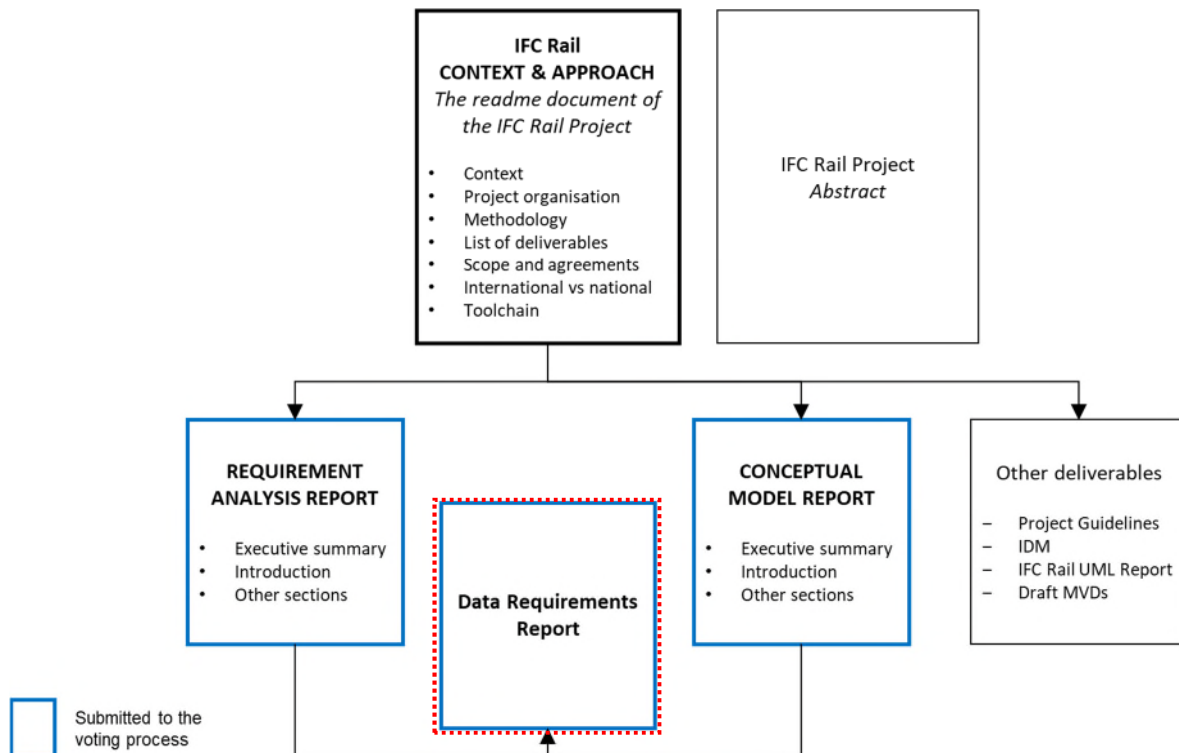 IFC Rail
CONTEXT & APPROACH
The readme document of
the IFC Rail Project
• Context
• Project organisation
• Methodology
• List of deliverables
• Scope and agreements
• International vs national
• Toolchain
IFC Rail Project
Abstract
REQUIREMENT
ANALYSIS REPORT
• Executive summary
• Introduction
• Other sections
Data Requirements
Report
CONCEPTUAL
MODEL REPORT
• Executive summary
• Introduction
• Other sections
Other deliverables
– Project Guidelines
– IDM
– IFC Rail UML Report
– Draft MVDs
Submitted to the
voting process